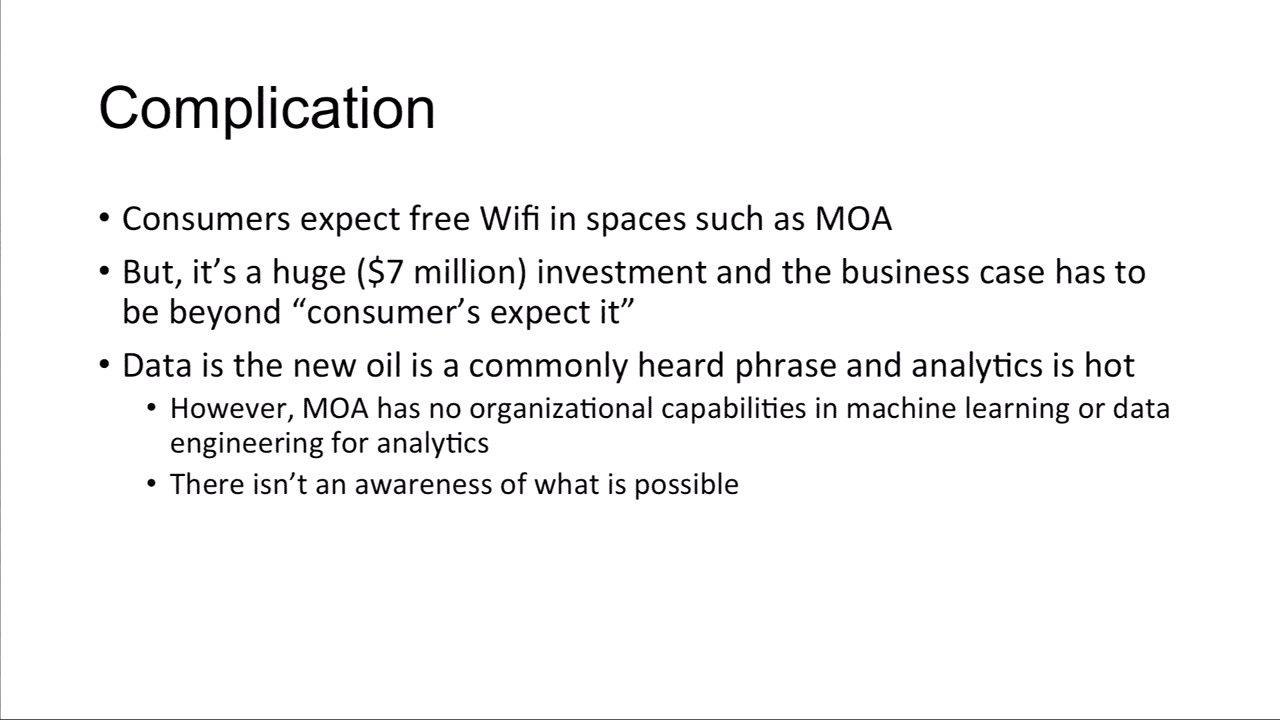 Complication
• Consumers expect free Wifi in spaces such as MOA
• But, it’s a huge ($7 million) investment and the business case has to
be beyond “consumer’s expect it”
• Data is the new oil is a commonly heard phrase and analytics is hot
• However, MOA has no organizational capabilities in machine learning or data
engineering for analytics
• There isn’t an awareness of what is possible